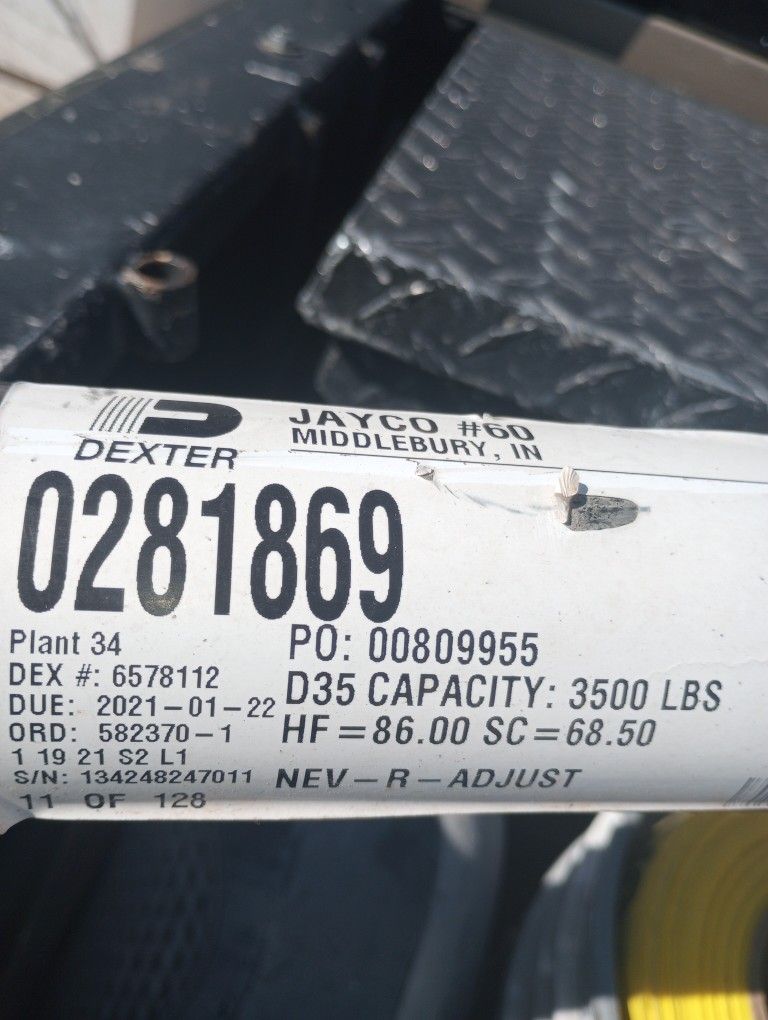 DEXTER
JAYCO #60
MIDDLEBURY, IN
0281869
Plant 34
DEX #: 6578112
DUE: 2021-01-22
ORD: 582370-1
1 19 21 S2 L1
S/N: 134248247011
11 OF 128
PO: 00809955
D35 CAPACITY: 3500 LBS
HF=86.00 SC=68.50
NEV-R-ADJUST